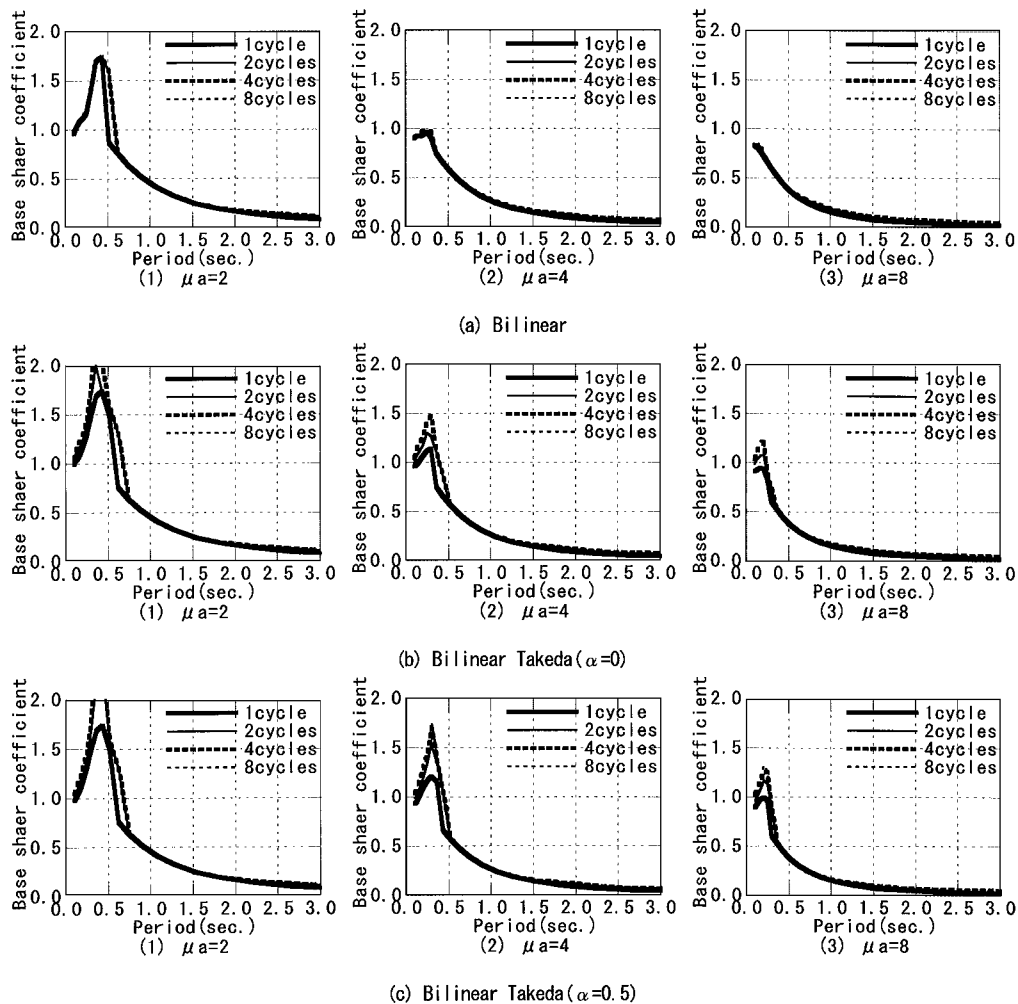 Base shaer coefficient
2.0
1.5
1.0
0.5
0.0
1cycle
2cycles
4cycles
8cycles
0.0 0.5 1.0 1.5 2.0 2.5 3.0
Period(sec.)
(1) μa=2
Base shaer coefficient
2.0
1.5
1.0
0.5
0.0
1cycle
2cycles
4cycles
8cycles
0.0 0.5 1.0 1.5 2.0 2.5 3.0
Period(sec.)
(2) μa=4
Base shaer coefficient
2.0
1.5
1.0
0.5
0.0
1cycle
2cycles
4cycles
8cycles
0.0 0.5 1.0 1.5 2.0 2.5 3.0
Period(sec.)
(3) μa=8
(a) Bilinear
Base shaer coefficient
2.0
1.5
1.0
0.5
0.0
1cycle
2cycles
4cycles
8cycles
0.0 0.5 1.0 1.5 2.0 2.5 3.0
Period(sec.)
(1) μa=2
Base shaer coefficient
2.0
1.5
1.0
0.5
0.0
1cycle
2cycles
4cycles
8cycles
0.0 0.5 1.0 1.5 2.0 2.5 3.0
Period(sec.)
(2) μa=4
Base shaer coefficient
2.0
1.5
1.0
0.5
0.0
1cycle
2cycles
4cycles
8cycles
0.0 0.5 1.0 1.5 2.0 2.5 3.0
Period(sec.)
(3) μa=8
(b) Bilinear Takeda(α=0)
Base shaer coefficient
2.0
1.5
1.0
0.5
0.0
1cycle
2cycles
4cycles
8cycles
0.0 0.5 1.0 1.5 2.0 2.5 3.0
Period(sec.)
(1) μa=2
Base shaer coefficient
2.0
1.5
1.0
0.5
0.0
1cycle
2cycles
4cycles
8cycles
0.0 0.5 1.0 1.5 2.0 2.5 3.0
Period(sec.)
(2) μa=4
Base shaer coefficient
2.0
1.5
1.0
0.5
0.0
1cycle
2cycles
4cycles
8cycles
0.0 0.5 1.0 1.5 2.0 2.5 3.0
Period(sec.)
(3) μa=8
(c) Bilinear Takeda(α=0.5)